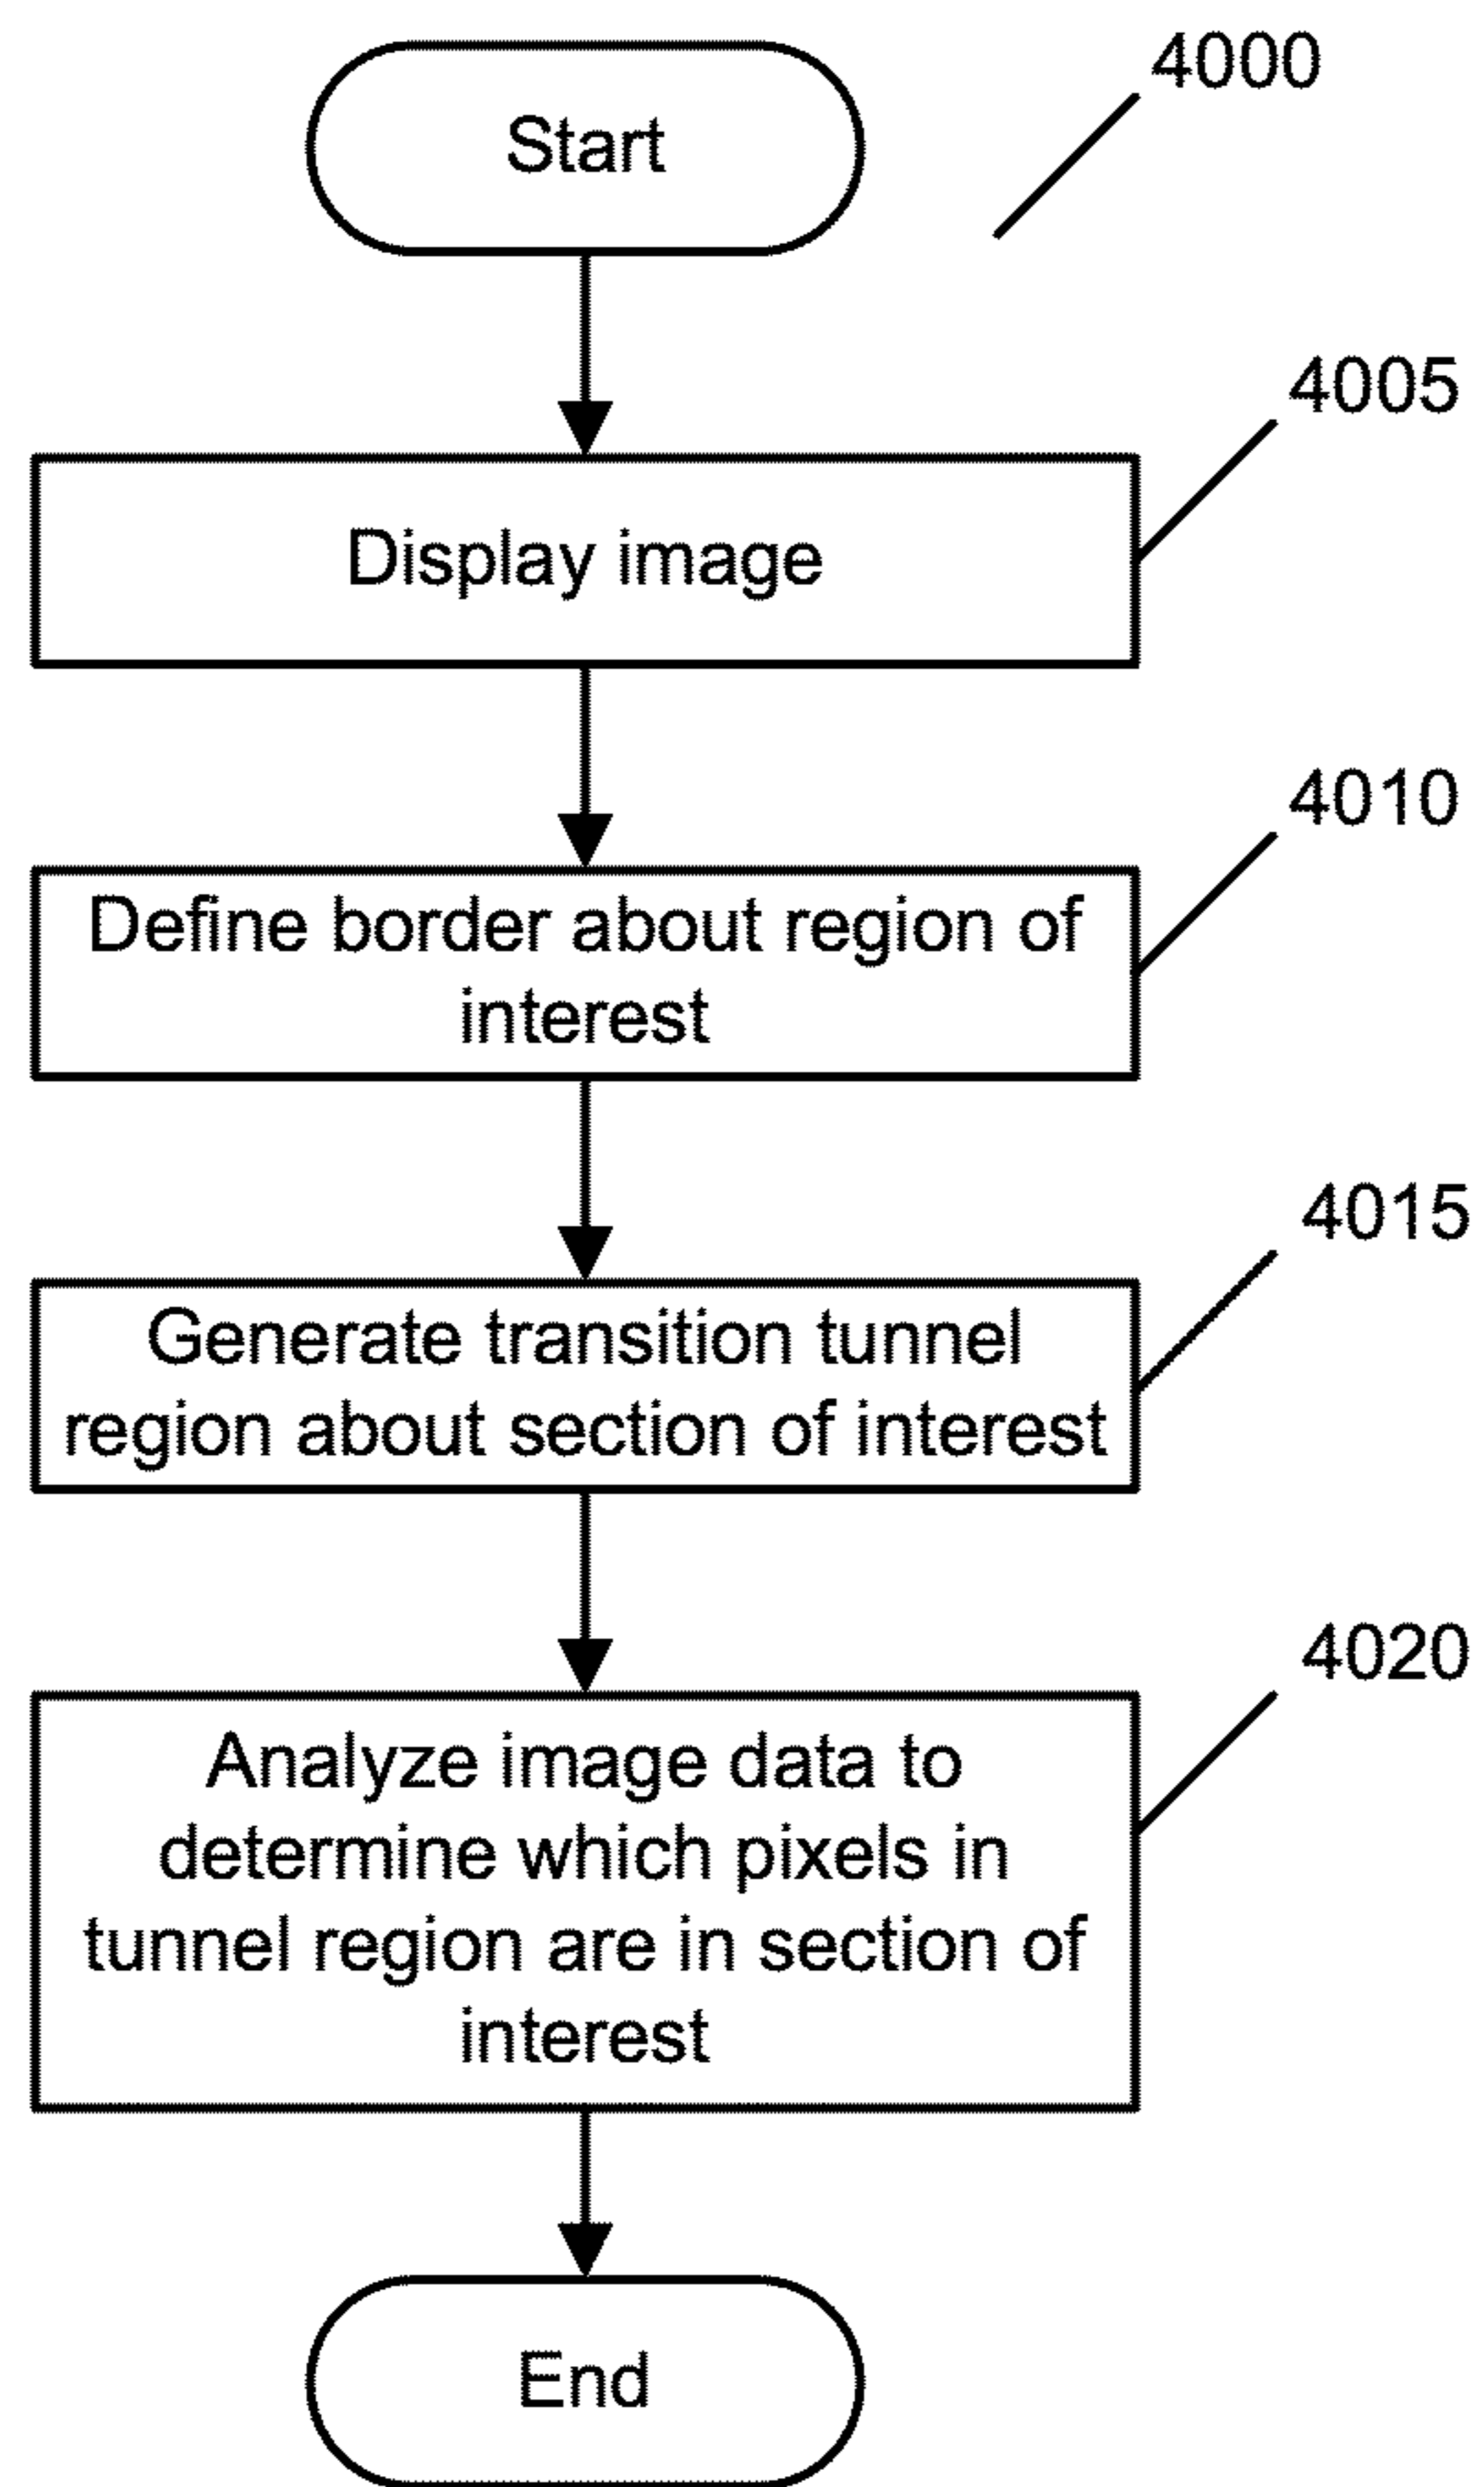 Start
4000
4005
Display image
4010
Define border about region of
interest
4015
Generate transition tunnel
region about section of interest
4020
Analyze image data to
determine which pixels in
tunnel region are in section of
interest
End